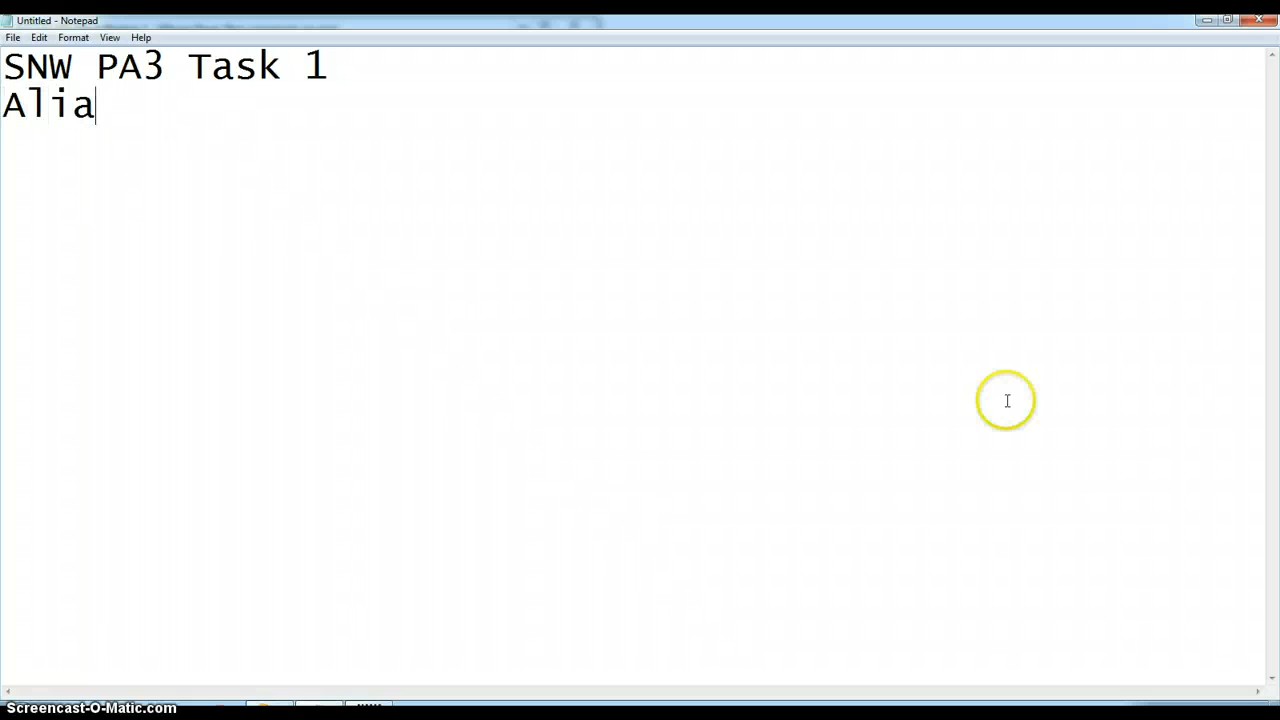 Untitled - Notepad
File Edit Format View Help
SNW PA3 Task 1
Alia
Screencast-O-Matic.com